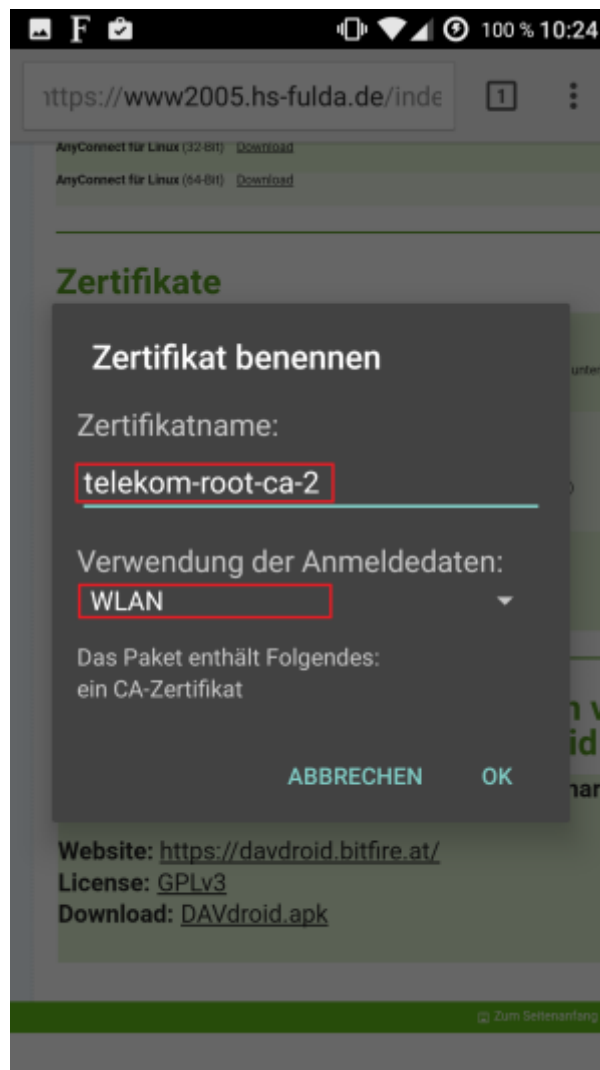 F 100 % 10:24
https://www2005.hs-fulda.de/inde 1
AnyConnect für Linux (32-Bit) Download
AnyConnect für Linux (64-Bit) Download
Zertifikate
unter
Zertifikat benennen
Zertifikatname:
telekom-root-ca-2
Verwendung der Anmeldedaten:
WLAN
Das Paket enthält Folgendes:
ein CA-Zertifikat
ABBRECHEN OK
Website: https://davdroid.bitfire.at/
License: GPLv3
Download: DAVdroid.apk
Zum Seitenanfang